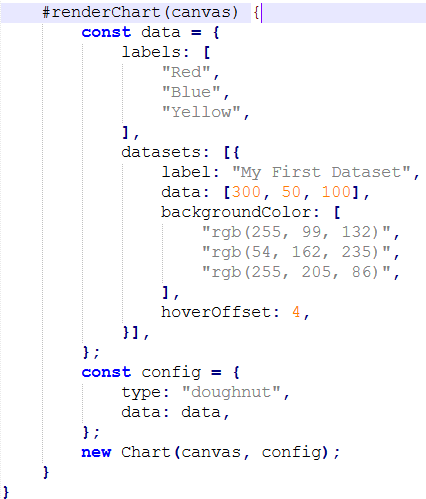 #renderChart(canvas) {
const data = {
labels: [
"Red",
"Blue",
"Yellow",
],
datasets: [{
label: "My First Dataset",
data: [300, 50, 100],
backgroundColor: [
"rgb(255, 99, 132)",
"rgb(54, 162, 235)",
"rgb(255, 205, 86)",
],
hoverOffset: 4,
}],
};
const config = {
type: "doughnut",
data: data,
};
new Chart(canvas, config);
}
}